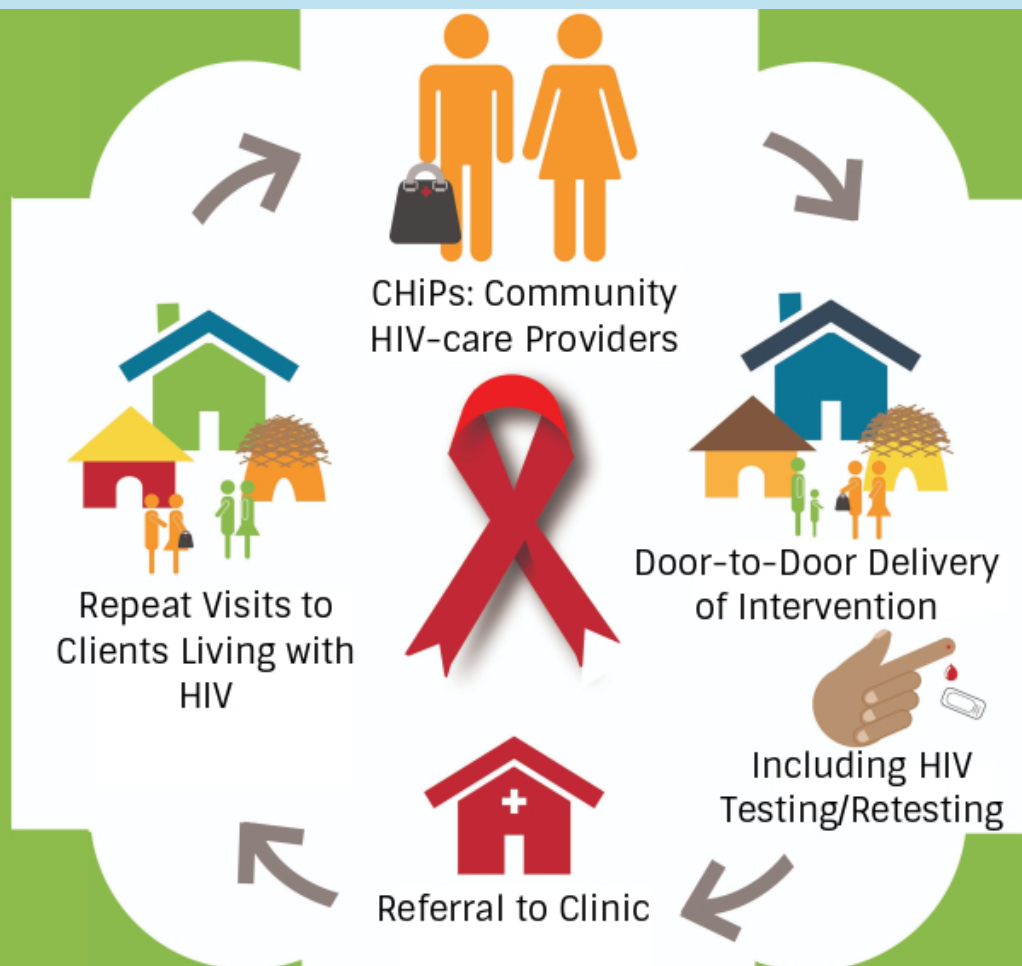 CHiPs: Community
HIV-care Providers
Door-to-Door Delivery
of Intervention
Including HIV
Testing/Retesting
Referral to Clinic
Repeat Visits to
Clients Living with
HIV